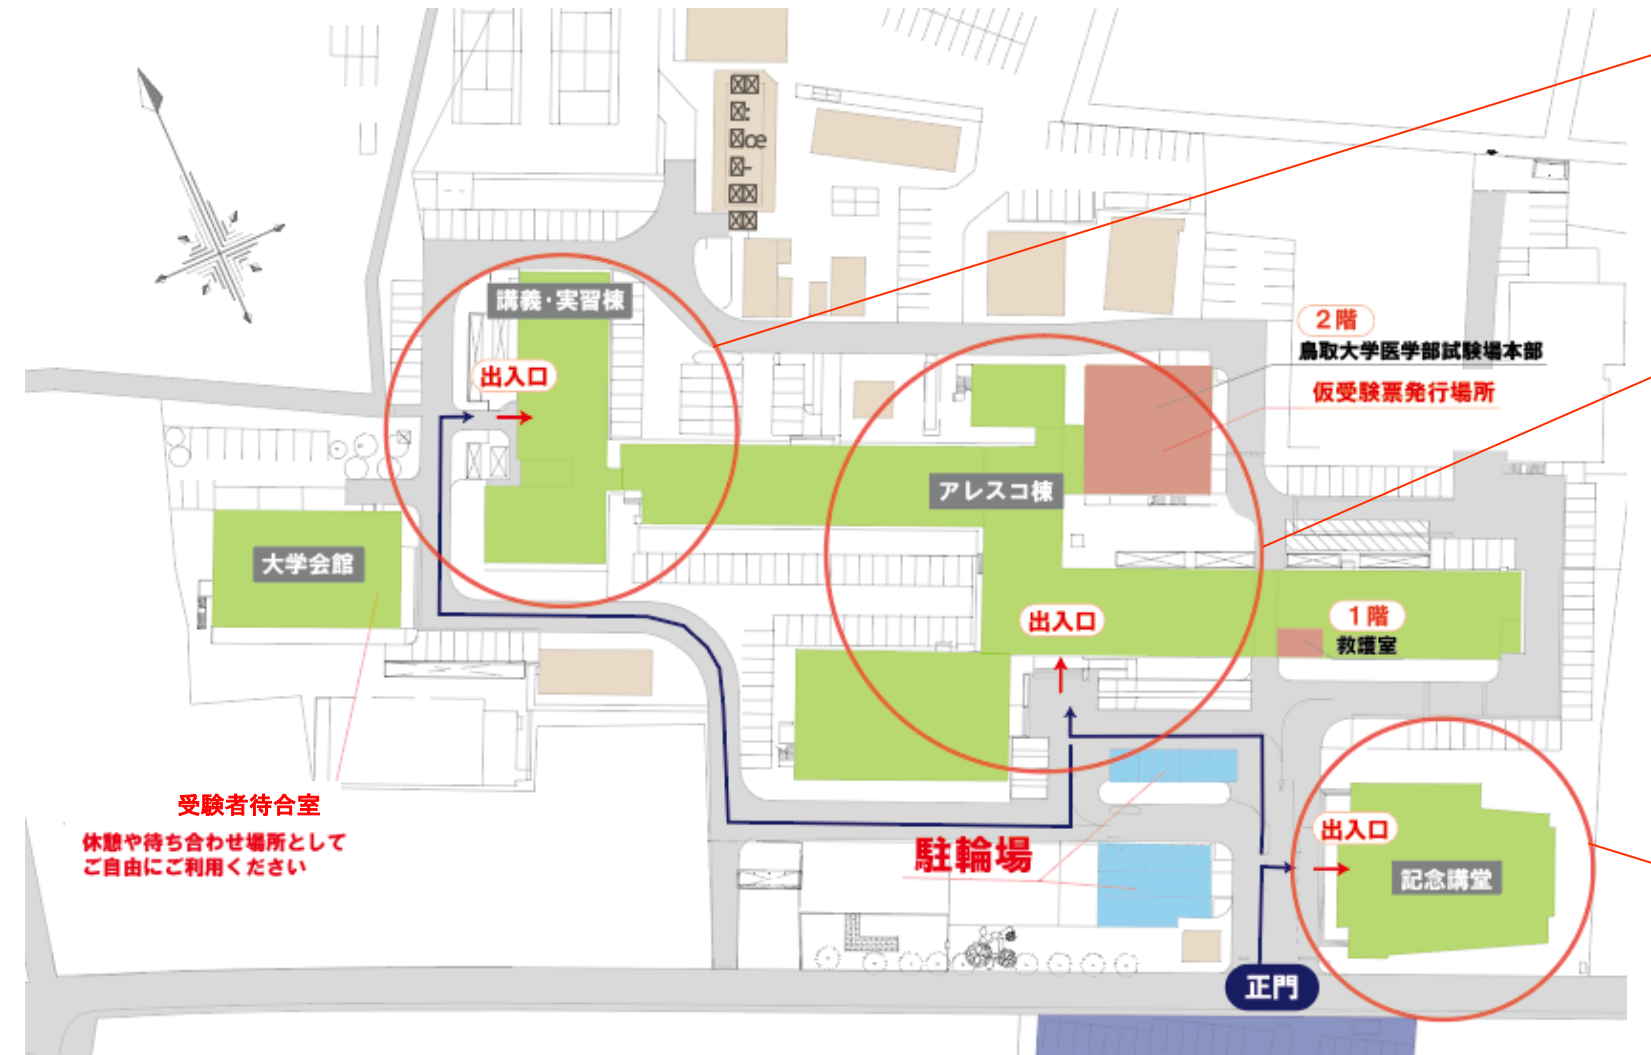 講義・実習棟
出入口
2階
鳥取大学医学部試験場本部
仮受験票発行場所
アレスコ棟
大学会館
出入口
1階
救護室
受験者待合室
休憩や待ち合わせ場所として
ご自由にご利用ください
駐輪場
出入口
記念講堂
正門